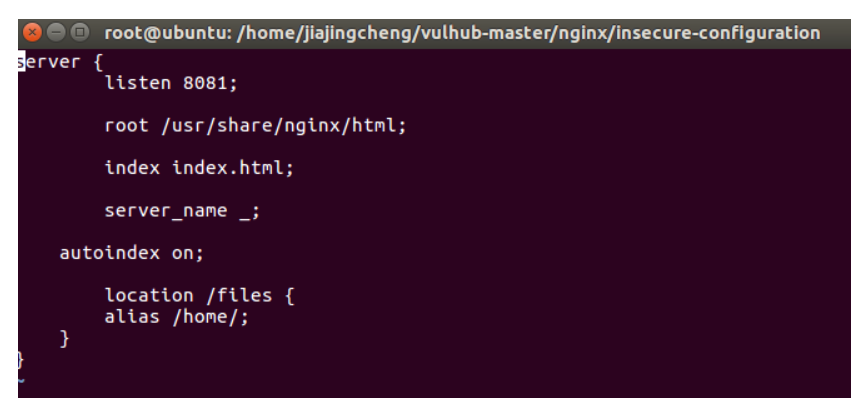 root@ubuntu: /home/jiajingcheng/vulhub-master/nginx/insecure-configuration
server {
listen 8081;
root /usr/share/nginx/html;
index index.html;
server_name _;
autoindex on;
location /files {
alias /home/;
}
}
~